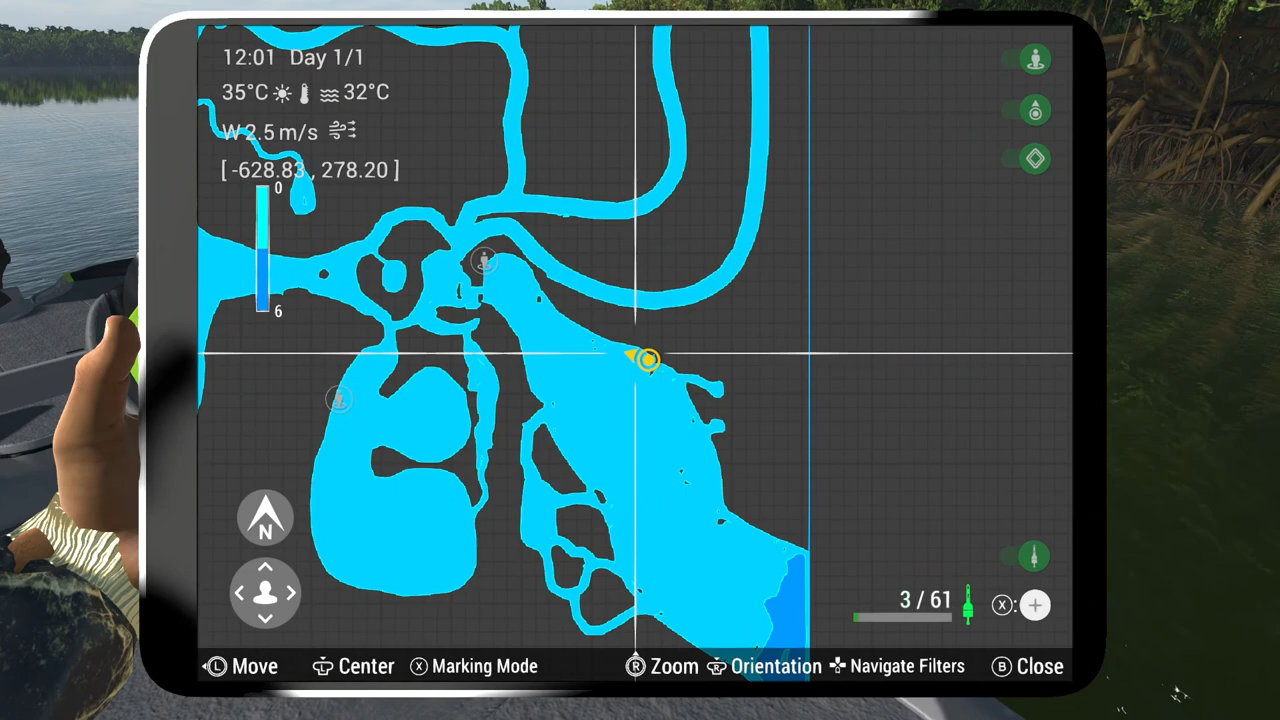 12:01 Day 1/1
35°C 32°C
W 2.5 m/s
[ -628.83 , 278.20 ]
0
6
N
3 / 61
X : +
L Move
Center
X Marking Mode
R Zoom
R Orientation
Navigate Filters
B Close